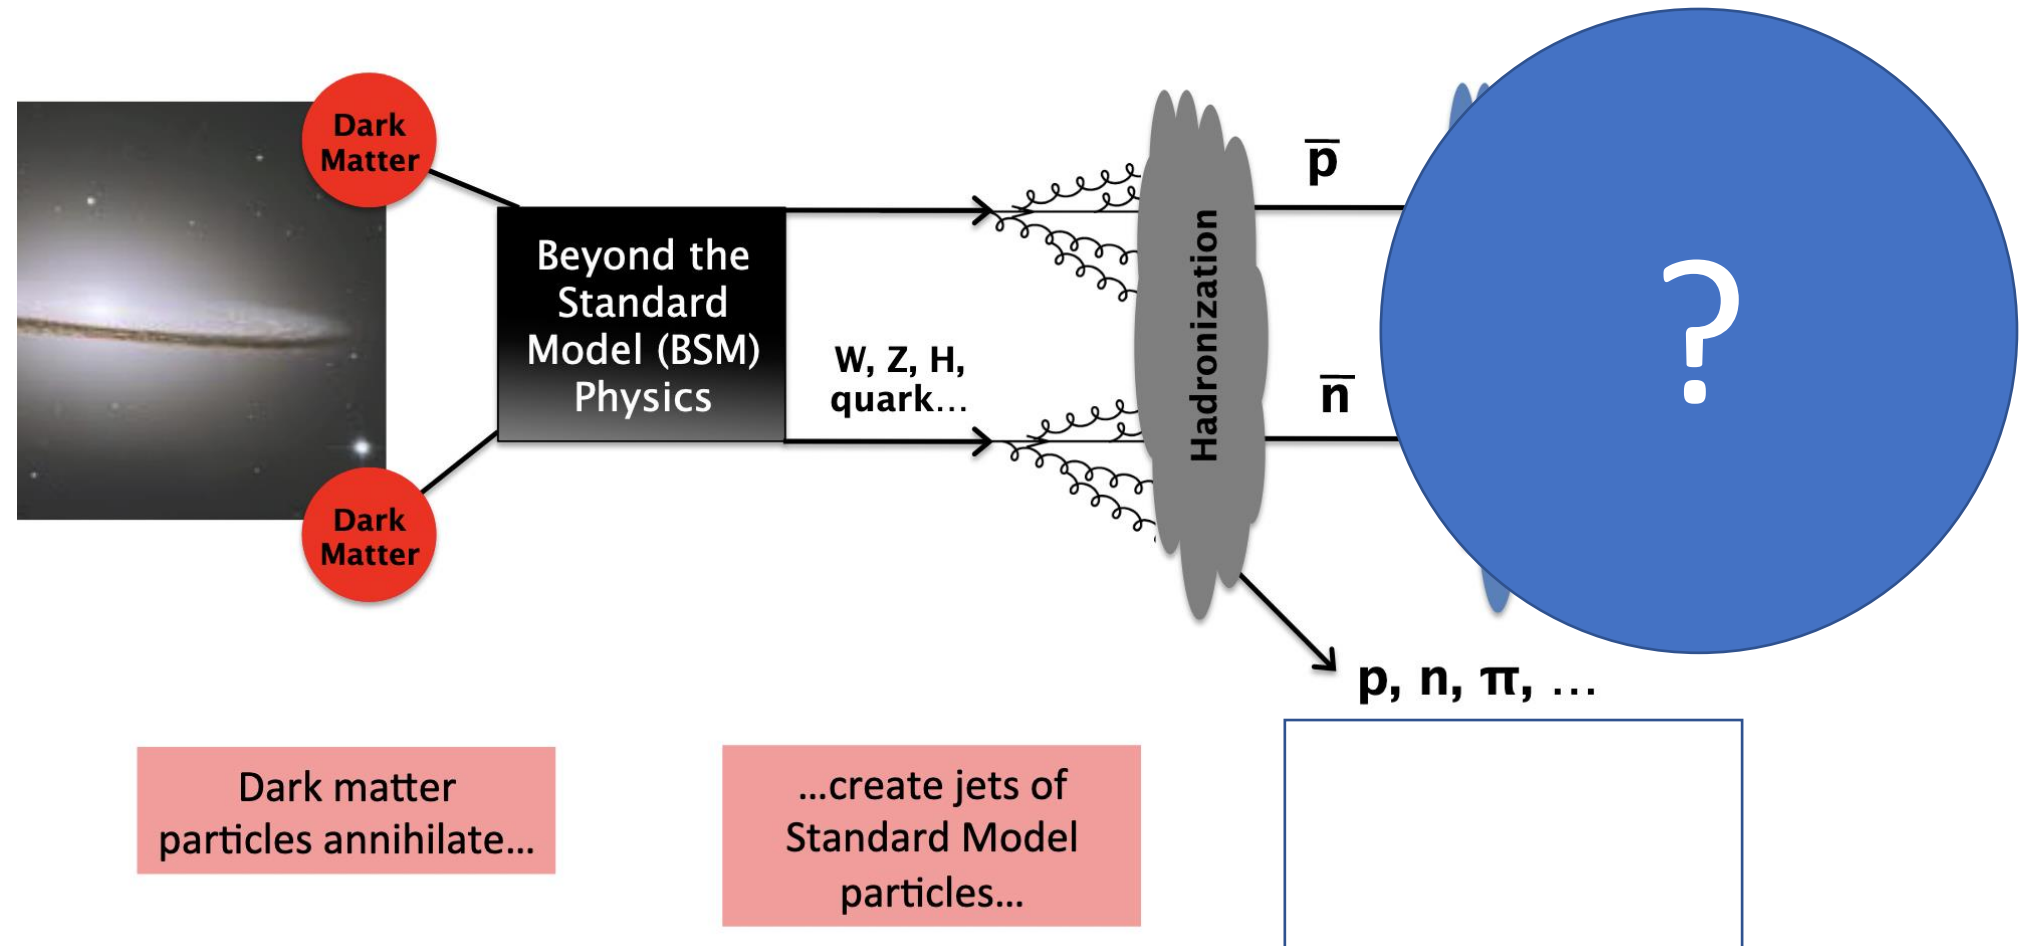 Dark
Matter
Beyond the
Standard
Model (BSM)
Physics
Dark
Matter
W, Z, H,
quark...
Hadronization
p̅
n̅
?
p, n, π, ...
Dark matter
particles annihilate...
...create jets of
Standard Model
particles...